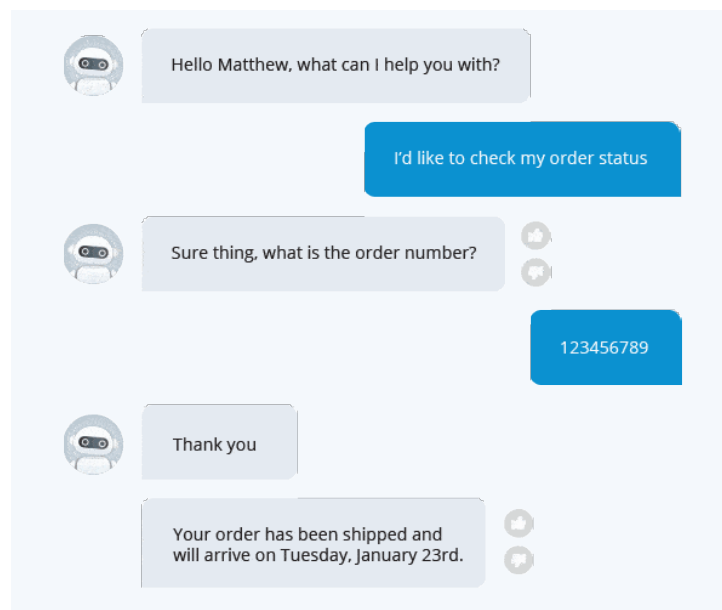 Hello Matthew, what can I help you with?
I'd like to check my order status
Sure thing, what is the order number?
123456789
Thank you
Your order has been shipped and
will arrive on Tuesday, January 23rd.